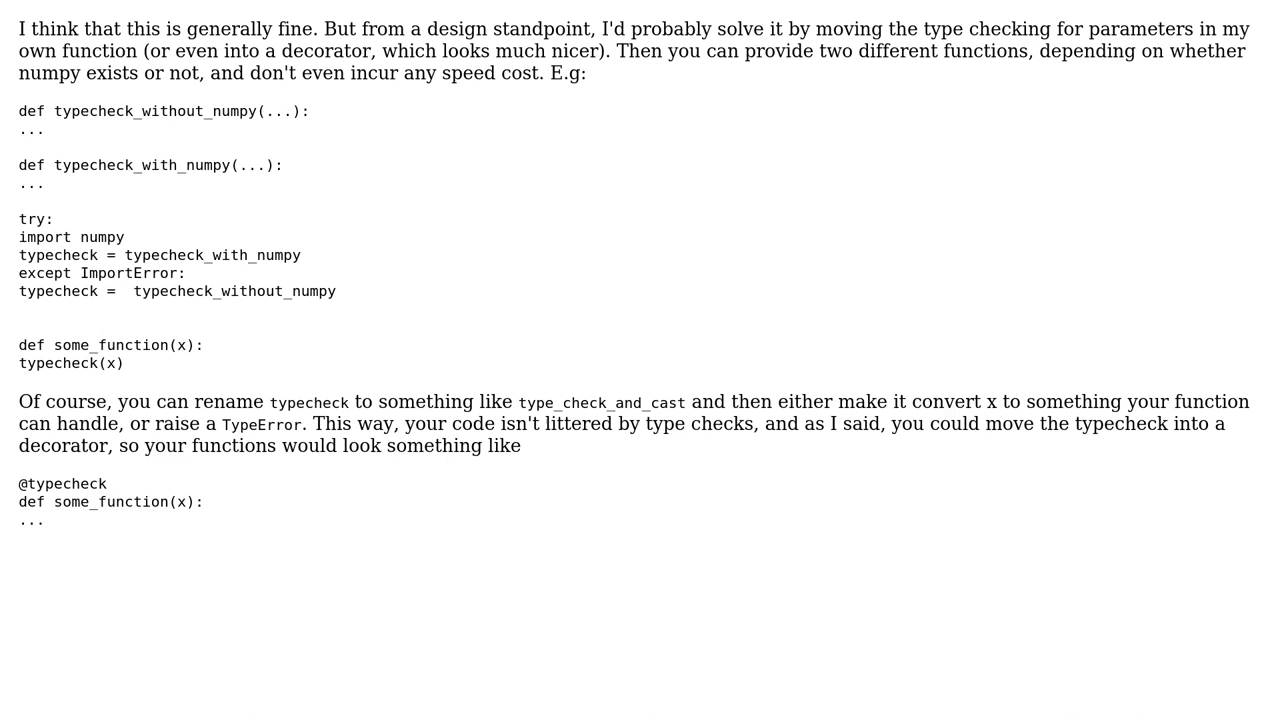 I think that this is generally fine. But from a design standpoint, I'd probably solve it by moving the type checking for parameters in my
own function (or even into a decorator, which looks much nicer). Then you can provide two different functions, depending on whether
numpy exists or not, and don't even incur any speed cost. E.g:
def typecheck_without_numpy(...):
...
def typecheck_with_numpy(...):
...
try:
import numpy
typecheck = typecheck_with_numpy
except ImportError:
typecheck =  typecheck_without_numpy
def some_function(x):
typecheck(x)
Of course, you can rename typecheck to something like type_check_and_cast and then either make it convert x to something your function
can handle, or raise a TypeError. This way, your code isn't littered by type checks, and as I said, you could move the typecheck into a
decorator, so your functions would look something like
@typecheck
def some_function(x):
...